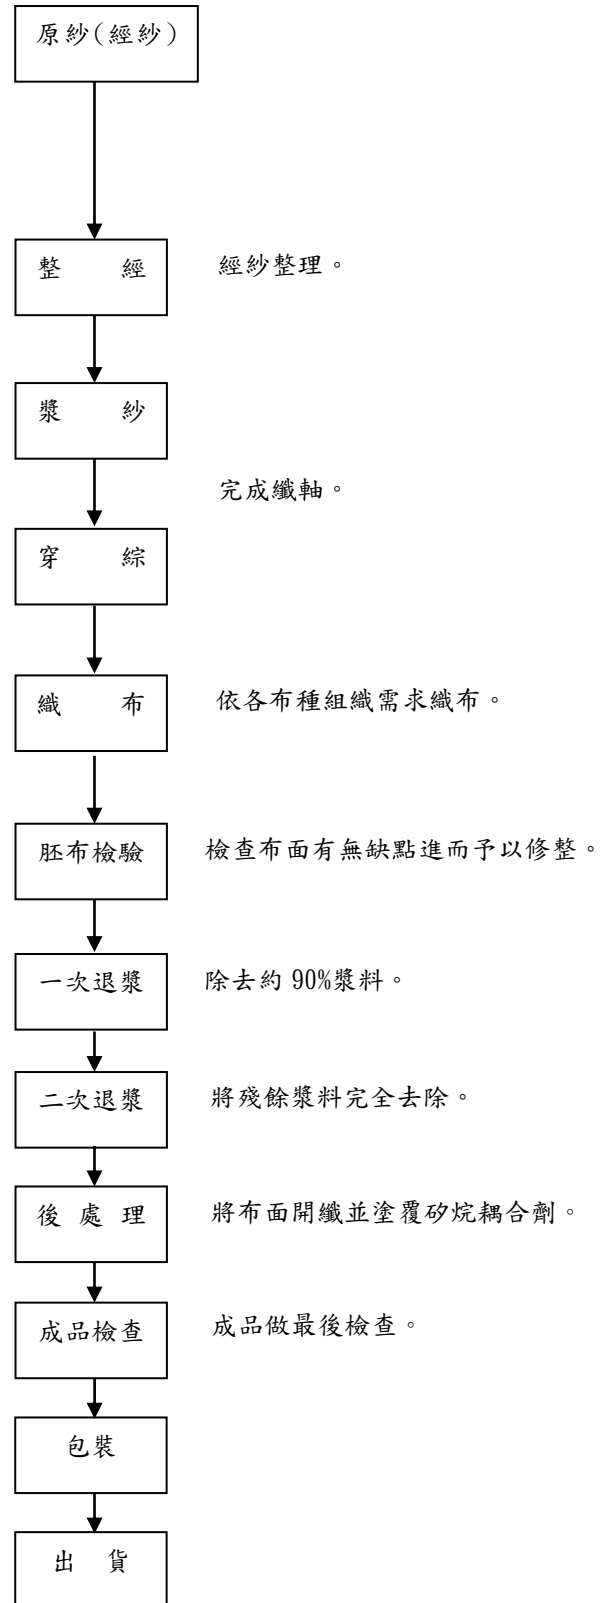 原紗(經紗)
整 經
經紗整理。
漿 紗
完成纖軸。
穿 綜
織 布
依各布種組織需求織布。
胚布檢驗
檢查布面有無缺點進而予以修整。
一次退漿
除去約 90%漿料。
二次退漿
將殘餘漿料完全去除。
後 處 理
將布面開纖並塗覆矽烷耦合劑。
成品檢查
成品做最後檢查。
包裝
出 貨